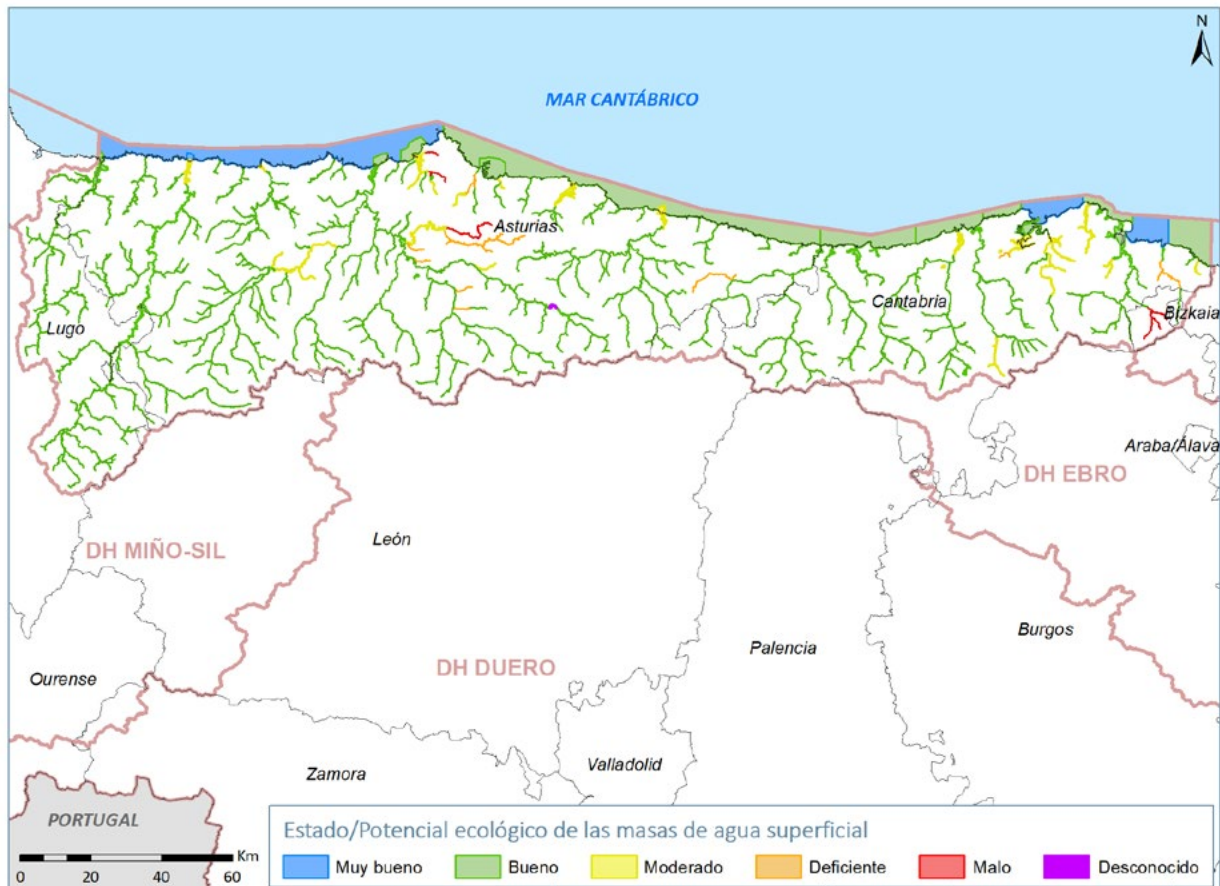 N
MAR CANTÁBRICO
Asturias
Cantabria
Lugo
Bizkaia
Araba/Álava
DH EBRO
León
DH MIÑO-SIL
Burgos
Palencia
DH DUERO
Ourense
Valladolid
Zamora
PORTUGAL
Km
0 20 40 60
Estado/Potencial ecológico de las masas de agua superficial
Muy bueno Bueno Moderado Deficiente Malo Desconocido